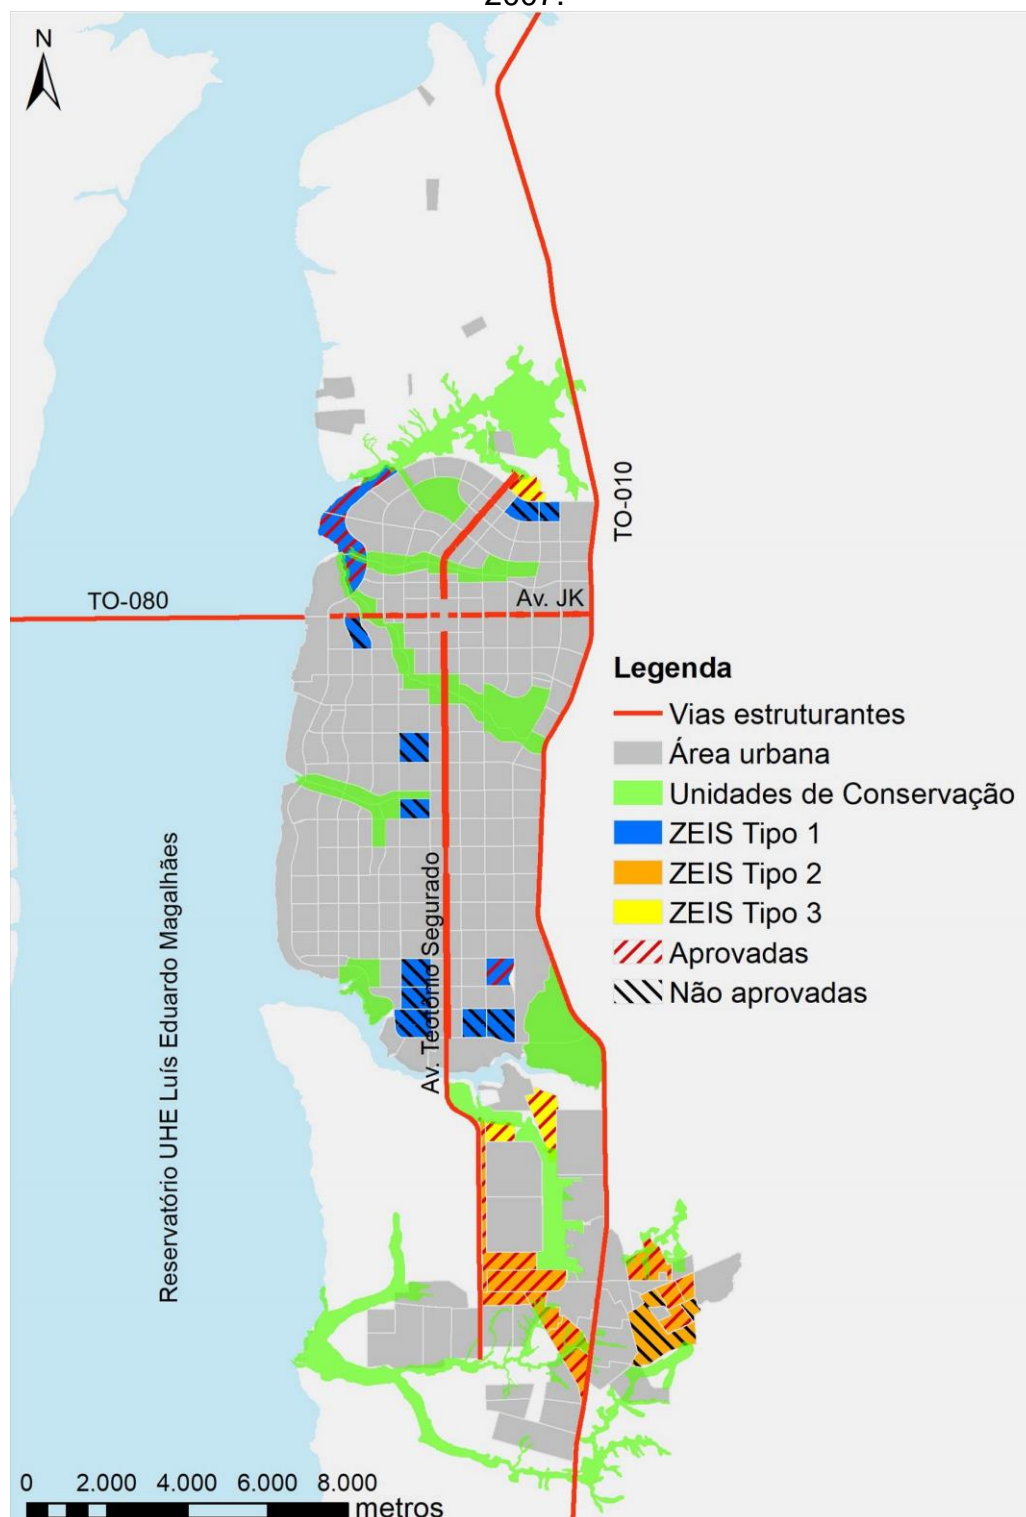 2007.
N
TO-010
TO-080
Av. JK
Legenda
Vias estruturantes
Área urbana
Unidades de Conservação
ZEIS Tipo 1
ZEIS Tipo 2
ZEIS Tipo 3
Aprovadas
Não aprovadas
Av. Teotônio Segurado
Reservatório UHE Luís Eduardo Magalhães
0 2.000 4.000 6.000 8.000
metros